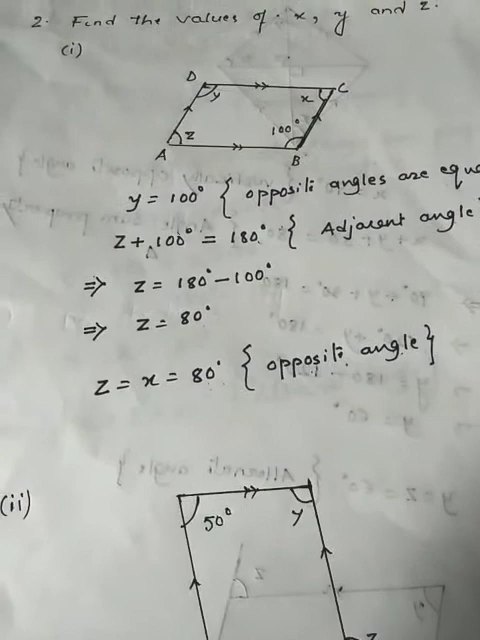 2. Find the values of x, y and z.
(i)
D
C
y
x
z
100°
A
B
y = 100° { opposite angles are equ
z + 100° = 180° { Adjacent angle
⇒ z = 180° - 100°
⇒ z = 80°
z = x = 80° { opposite angle }
(ii)
50°
y
z